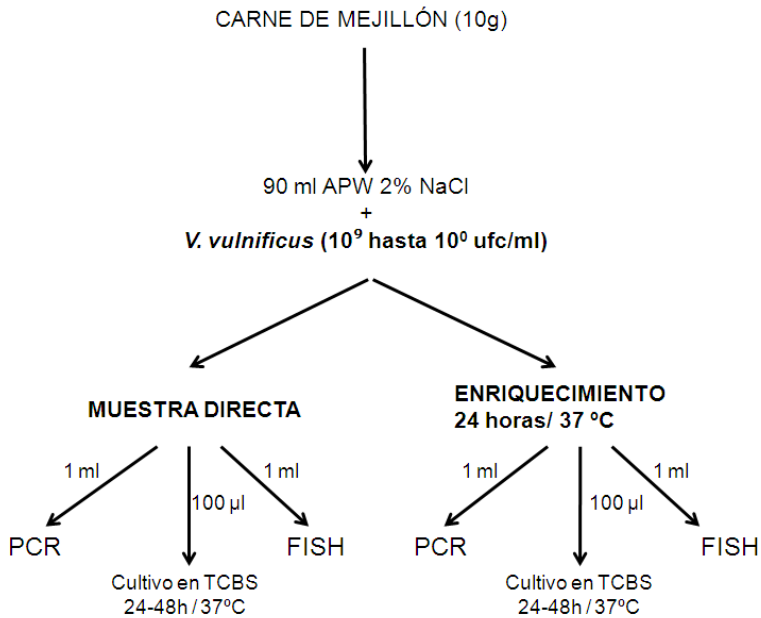 CARNE DE MEJILLÓN (10g)
90 ml APW 2% NaCl
+
V. vulnificus (10⁹ hasta 10⁰ ufc/ml)
MUESTRA DIRECTA
ENRIQUECIMIENTO
24 horas/ 37 ºC
1 ml
100 µl
1 ml
1 ml
100 µl
1 ml
PCR
FISH
PCR
FISH
Cultivo en TCBS
24-48h / 37ºC
Cultivo en TCBS
24-48h / 37ºC